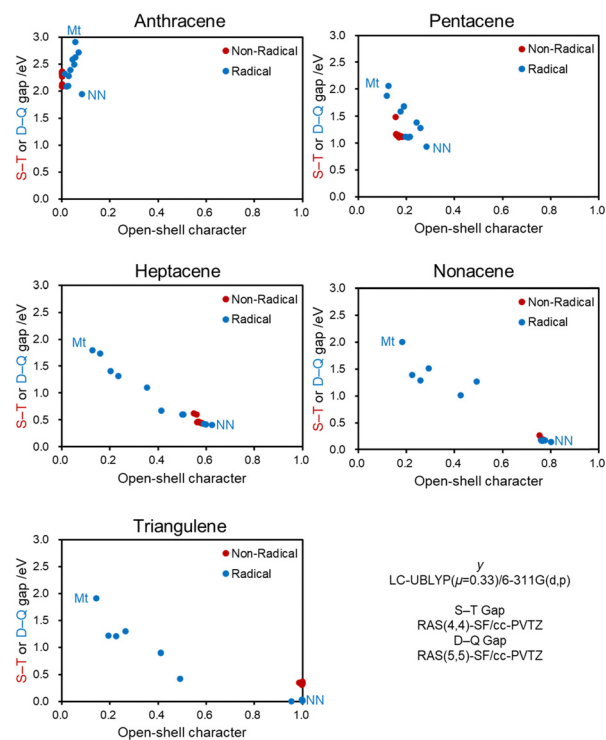 Anthracene
S–T or D–Q gap /eV
3.0
2.5
2.0
1.5
1.0
0.5
0.0
Mt
NN
Non-Radical
Radical
0.0 0.2 0.4 0.6 0.8 1.0
Open-shell character
Pentacene
S–T or D–Q gap /eV
3.0
2.5
2.0
1.5
1.0
0.5
0.0
Mt
NN
Non-Radical
Radical
0.0 0.2 0.4 0.6 0.8 1.0
Open-shell character
Heptacene
S–T or D–Q gap /eV
3.0
2.5
2.0
1.5
1.0
0.5
0.0
Mt
NN
Non-Radical
Radical
0.0 0.2 0.4 0.6 0.8 1.0
Open-shell character
Nonacene
S–T or D–Q gap /eV
3.0
2.5
2.0
1.5
1.0
0.5
0.0
Mt
NN
Non-Radical
Radical
0.0 0.2 0.4 0.6 0.8 1.0
Open-shell character
Triangulene
S–T or D–Q gap /eV
3.0
2.5
2.0
1.5
1.0
0.5
0.0
Mt
NN
Non-Radical
Radical
0.0 0.2 0.4 0.6 0.8 1.0
Open-shell character
y
LC-UBLYP(μ=0.33)/6-311G(d,p)
S–T Gap
RAS(4,4)-SF/cc-PVTZ
D–Q Gap
RAS(5,5)-SF/cc-PVTZ